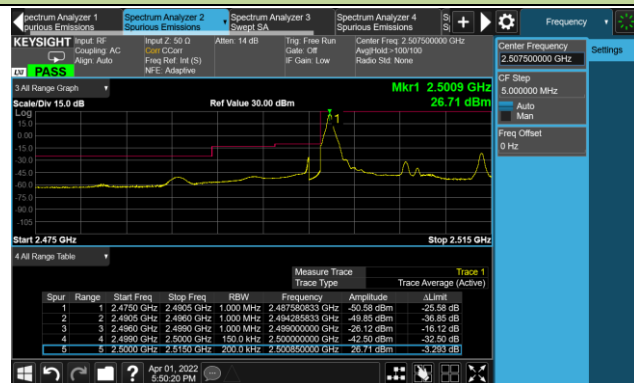 Spectrum Analyzer 1
Spurious Emissions
Spectrum Analyzer 2
Spurious Emissions
Spectrum Analyzer 3
Swept SA
Spectrum Analyzer 4
Spurious Emissions
Frequency
KEYSIGHT
Input: RF
Coupling: AC
Align: Auto
Input Z: 50 Ω
Corr CCorr
Freq Ref: Int (S)
NFE: Adaptive
Atten: 14 dB
Trig: Free Run
Gate: Off
IF Gain: Low
Center Freq: 2.507500000 GHz
Avg|Hold:>100/100
Radio Std: None
LXI PASS
Center Frequency
2.507500000 GHz
Settings
CF Step
5.000000 MHz
Auto
Man
Freq Offset
0 Hz
3 All Range Graph
Mkr1 2.5009 GHz
26.71 dBm
Scale/Div 15.0 dB
Ref Value 30.00 dBm
Log
15.0
0.00
-15.0
-30.0
-45.0
-60.0
-75.0
-90.0
-105
1
Start 2.475 GHz
Stop 2.515 GHz
4 All Range Table
Measure Trace Trace 1
Trace Type Trace Average (Active)
Spur Range Start Freq Stop Freq RBW Frequency Amplitude ΔLimit
1 1 2.4750 GHz 2.4905 GHz 1.000 MHz 2.487580833 GHz -50.58 dBm -25.58 dB
2 2 2.4905 GHz 2.4960 GHz 1.000 MHz 2.494285833 GHz -49.85 dBm -36.85 dB
3 3 2.4960 GHz 2.4990 GHz 1.000 MHz 2.499000000 GHz -26.12 dBm -16.12 dB
4 4 2.4990 GHz 2.5000 GHz 150.0 kHz 2.500000000 GHz -42.50 dBm -32.50 dB
5 5 2.5000 GHz 2.5150 GHz 200.0 kHz 2.500850000 GHz 26.71 dBm -3.293 dB
Apr 01, 2022
5:50:20 PM